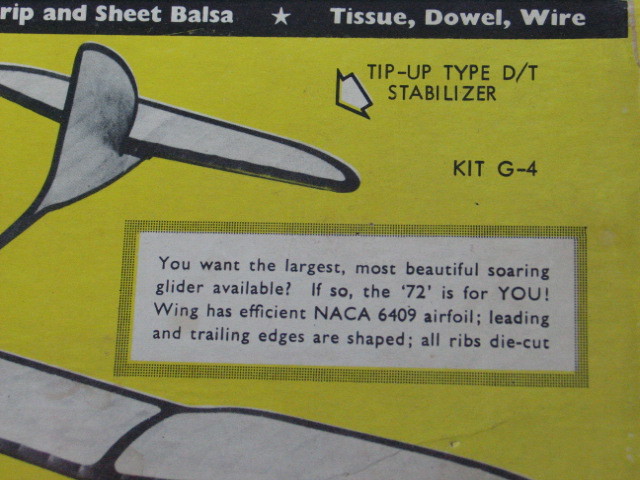 rip and Sheet Balsa ★ Tissue, Dowel, Wire
TIP-UP TYPE D/T
STABILIZER
KIT G-4
You want the largest, most beautiful soaring
glider available? If so, the '72' is for YOU!
Wing has efficient NACA 6409 airfoil; leading
and trailing edges are shaped; all ribs die-cut